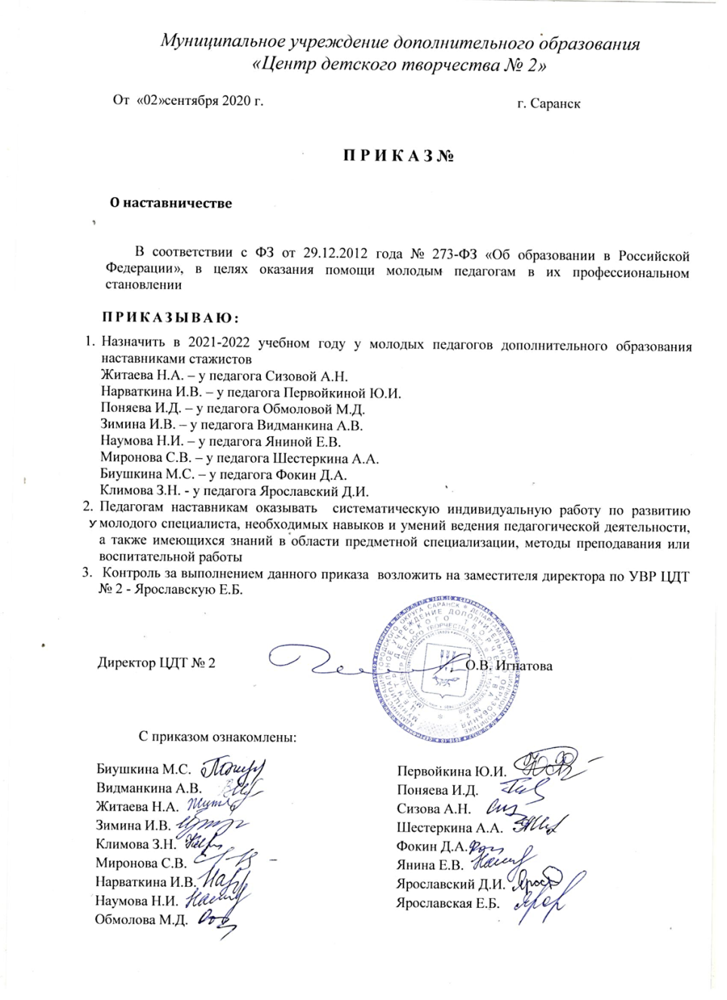 Муниципальное учреждение дополнительного образования
«Центр детского творчества № 2»
От «02»сентября 2020 г.
г. Саранск
П Р И К А З №
О наставничестве
В соответствии с ФЗ от 29.12.2012 года № 273-ФЗ «Об образовании в Российской
Федерации», в целях оказания помощи молодым педагогам в их профессиональном
становлении
П Р И К А З Ы В А Ю :
1. Назначить в 2021-2022 учебном году у молодых педагогов дополнительного образования
наставниками стажистов
Житаева Н.А. – у педагога Сизовой А.Н.
Нарваткина И.В. – у педагога Первойкиной Ю.И.
Поняева И.Д. – у педагога Обмоловой М.Д.
Зимина И.В. – у педагога Видманкина А.В.
Наумова Н.И. – у педагога Яниной Е.В.
Миронова С.В. – у педагога Шестеркина А.А.
Биушкина М.С. – у педагога Фокин Д.А.
Климова З.Н. - у педагога Ярославский Д.И.
2. Педагогам наставникам оказывать систематическую индивидуальную работу по развитию
у молодого специалиста, необходимых навыков и умений ведения педагогической деятельности,
а также имеющихся знаний в области предметной специализации, методы преподавания или
воспитательной работы
3. Контроль за выполнением данного приказа возложить на заместителя директора по УВР ЦДТ
№ 2 - Ярославскую Е.Б.
Директор ЦДТ № 2
О.В. Игнатова
С приказом ознакомлены:
Биушкина М.С.
Видманкина А.В.
Житаева Н.А.
Зимина И.В.
Климова З.Н.
Миронова С.В.
Нарваткина И.В.
Наумова Н.И.
Обмолова М.Д.
Первойкина Ю.И.
Поняева И.Д.
Сизова А.Н.
Шестеркина А.А.
Фокин Д.А.
Янина Е.В.
Ярославский Д.И.
Ярославская Е.Б.